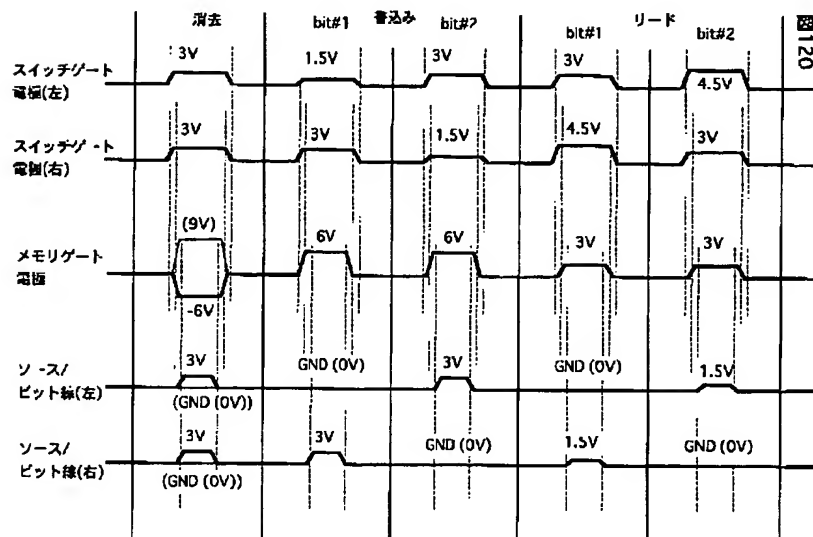 図120
消去 書込み リード
bit#1 bit#2 bit#1 bit#2
スイッチゲート
電極(左)
3V 1.5V 3V 3V 4.5V
スイッチゲート
電極(右)
3V 3V 1.5V 4.5V 3V
メモリゲート
電極
(9V) -6V 6V 6V 3V 3V
ソース/
ビット線(左)
3V (GND (0V)) GND (0V) 3V GND (0V) 1.5V
ソース/
ビット線(右)
3V (GND (0V)) 3V GND (0V) 1.5V GND (0V)